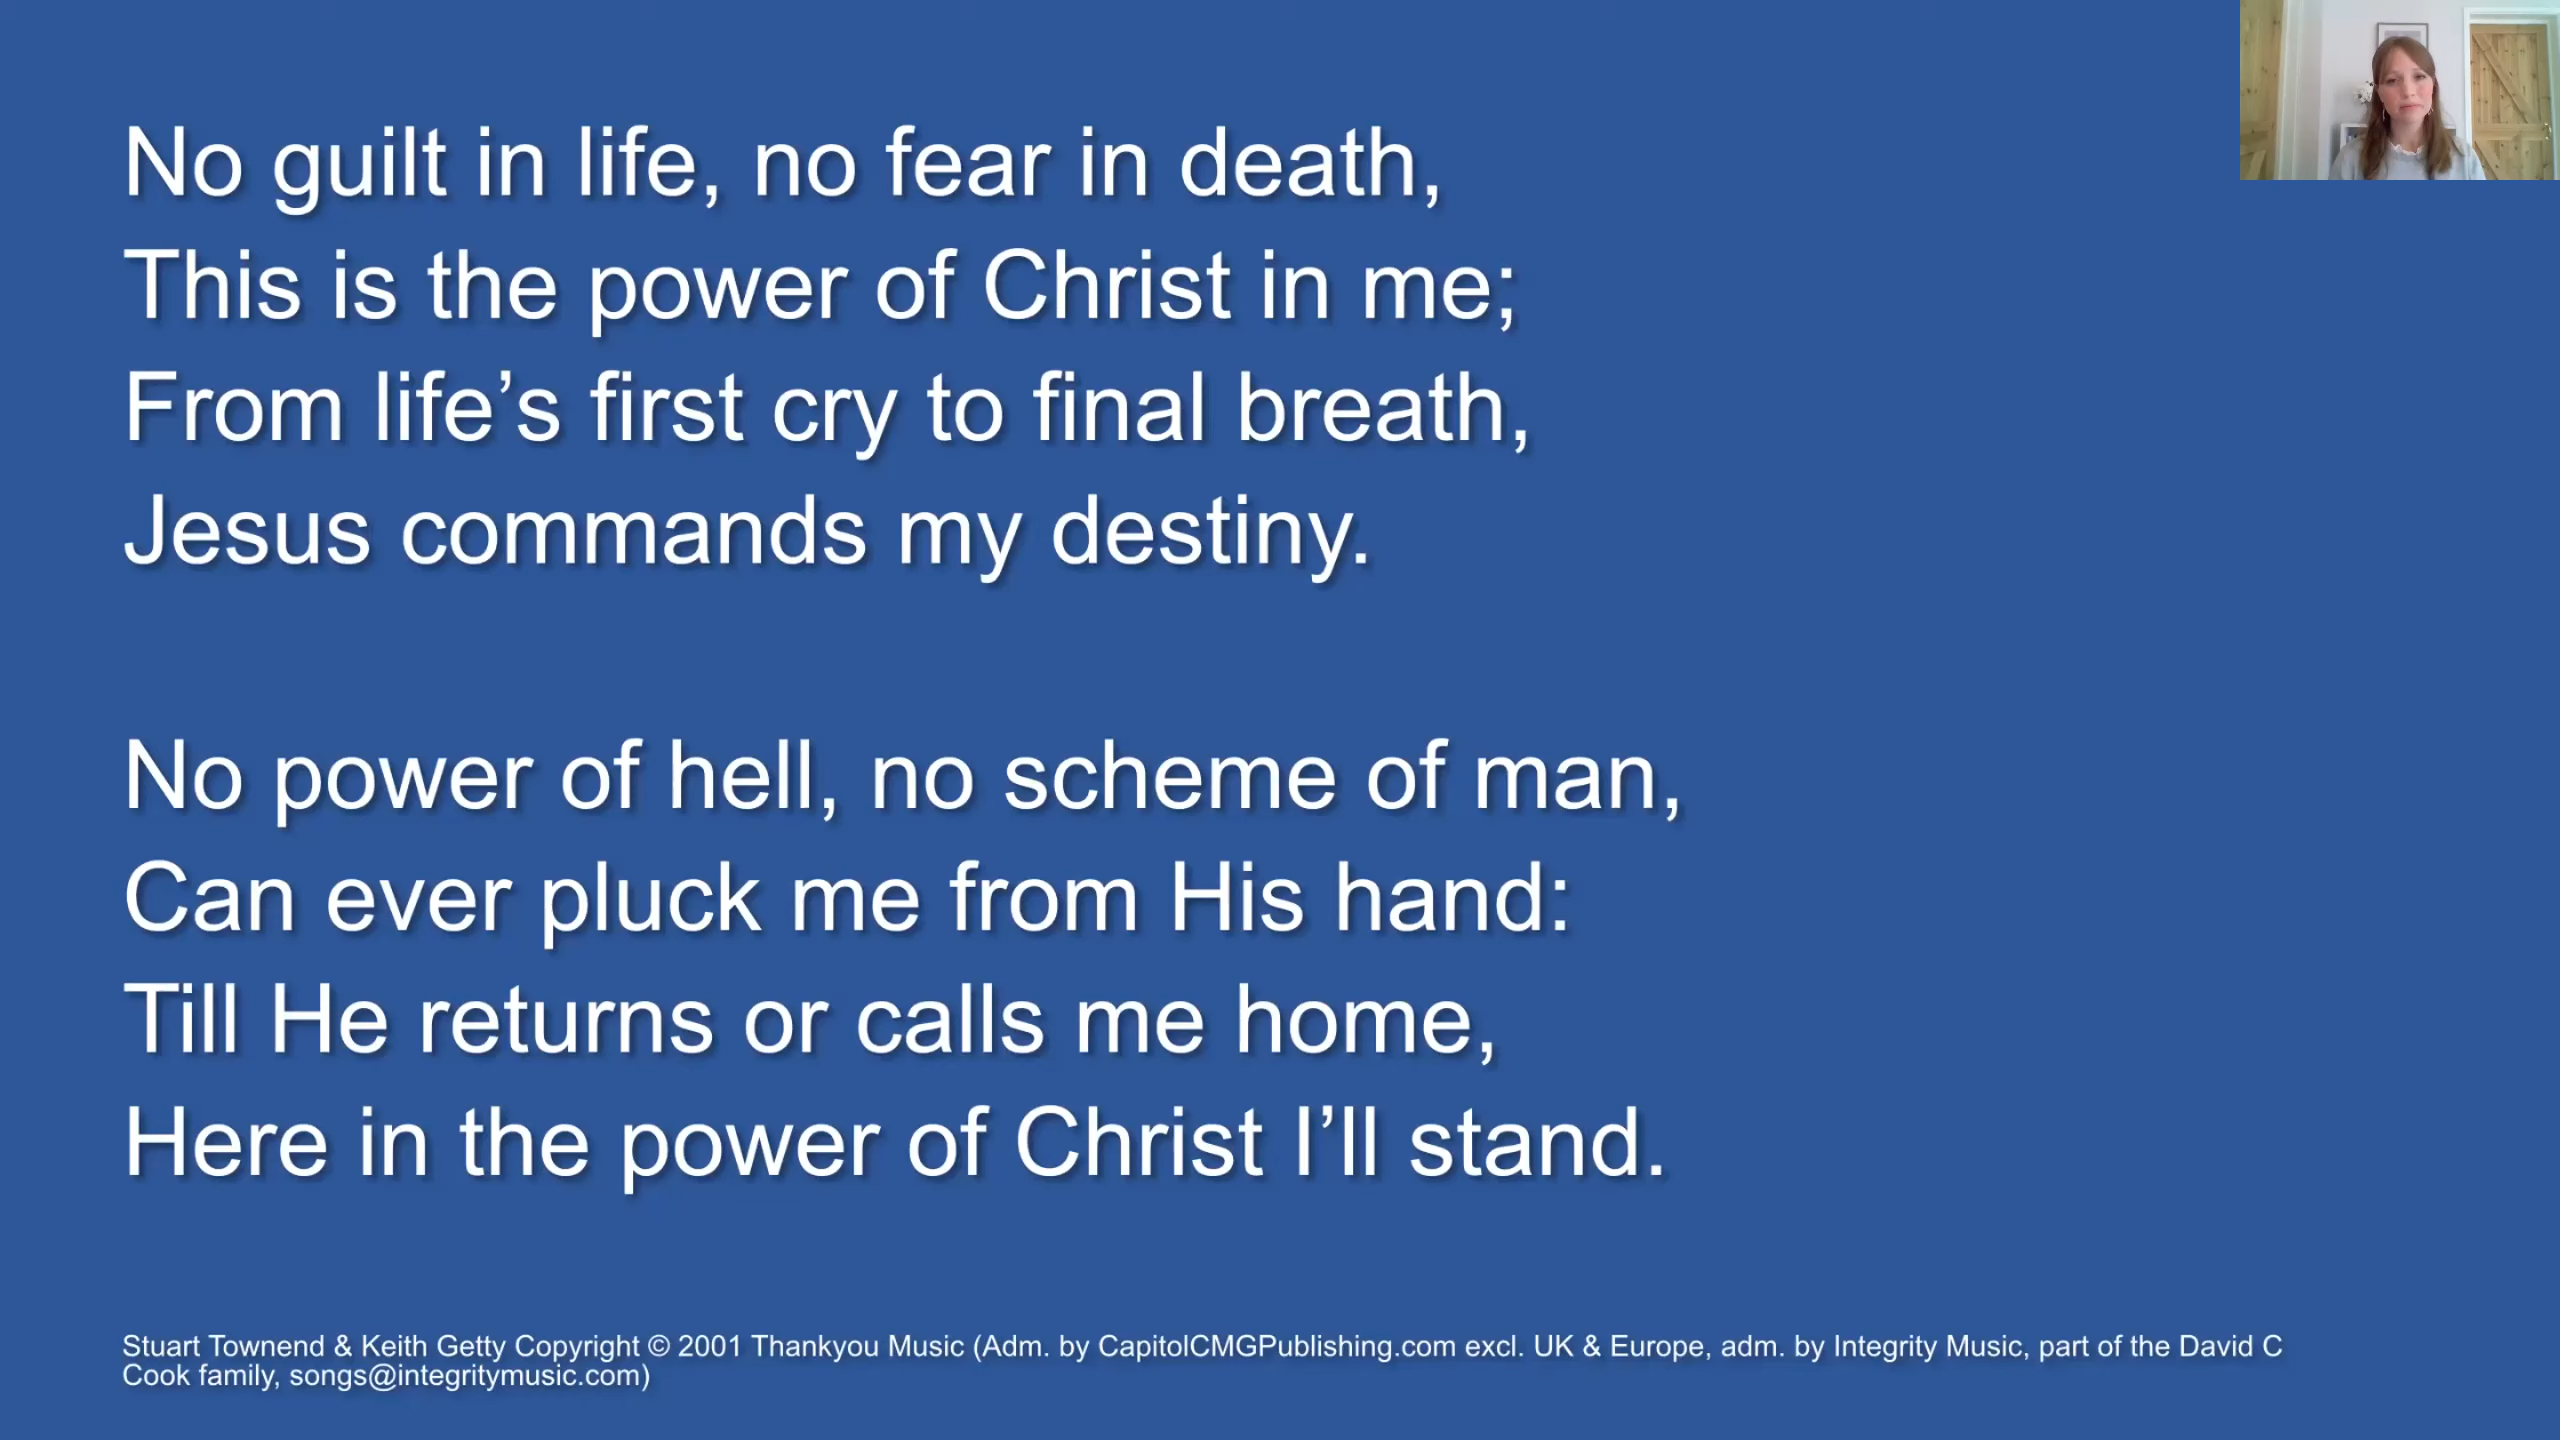 No guilt in life, no fear in death,
This is the power of Christ in me;
From life’s first cry to final breath,
Jesus commands my destiny.
No power of hell, no scheme of man,
Can ever pluck me from His hand:
Till He returns or calls me home,
Here in the power of Christ I’ll stand.
Stuart Townend & Keith Getty Copyright © 2001 Thankyou Music (Adm. by CapitolCMGPublishing.com excl. UK & Europe, adm. by Integrity Music, part of the David C
Cook family, songs@integritymusic.com)